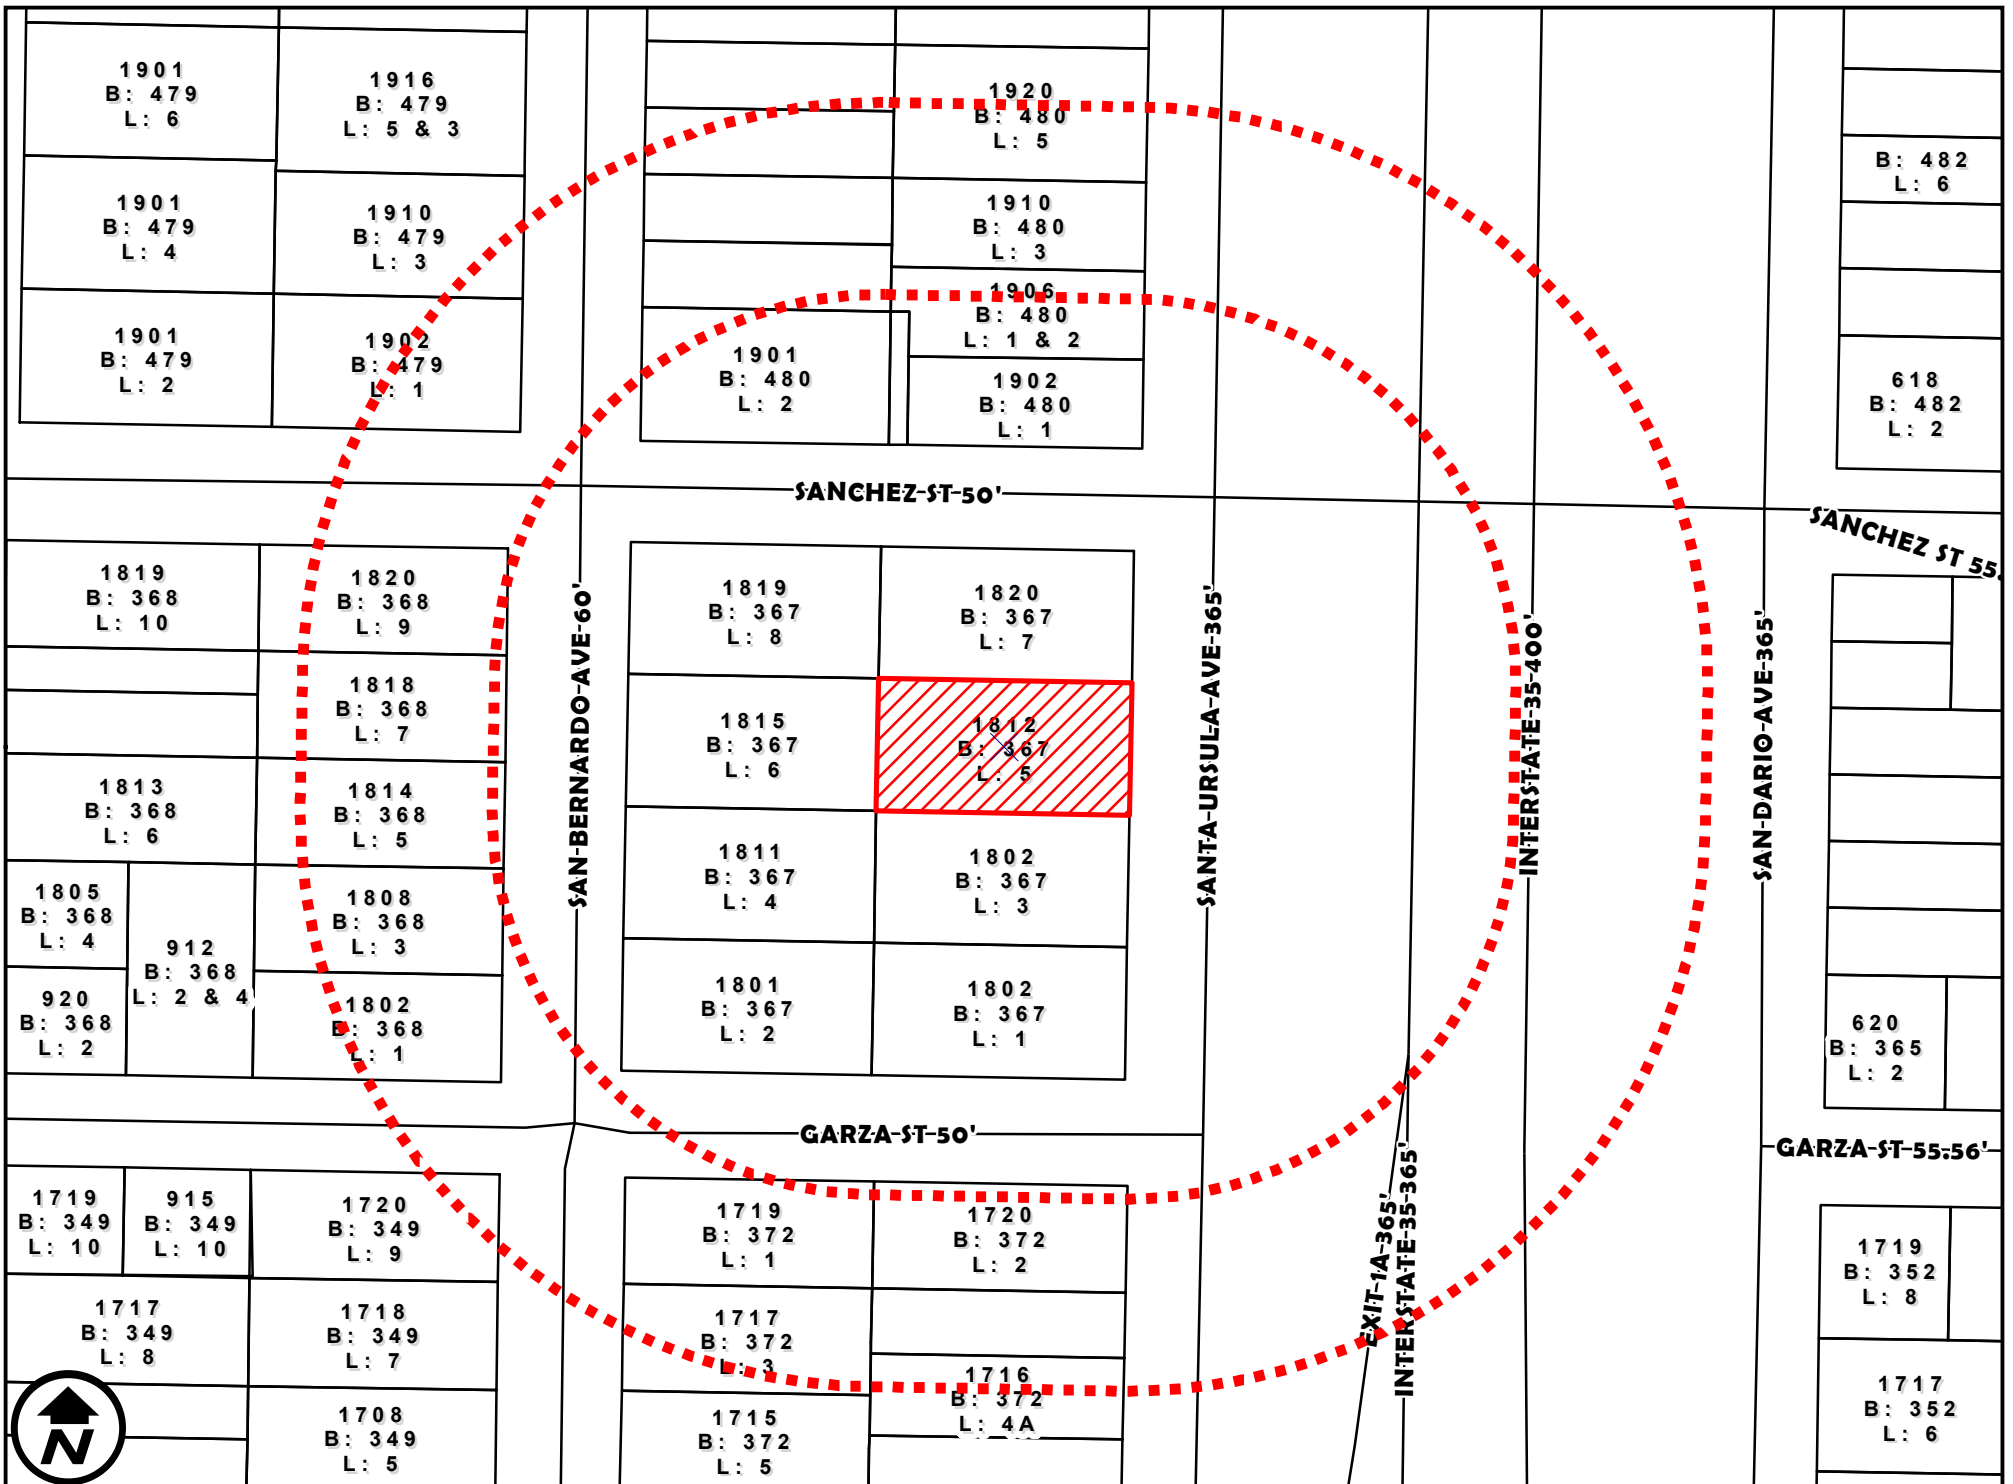 1901
B: 479
L: 6
1916
B: 479
L: 5 & 3
1920
B: 480
L: 5
B: 482
L: 6
1901
B: 479
L: 4
1910
B: 479
L: 3
1910
B: 480
L: 3
1906
B: 480
L: 1 & 2
1901
B: 479
L: 2
1902
B: 479
L: 1
1901
B: 480
L: 2
1902
B: 480
L: 1
618
B: 482
L: 2
SANCHEZ ST 50'
SANCHEZ ST 55.
1819
B: 368
L: 10
1820
B: 368
L: 9
1819
B: 367
L: 8
1820
B: 367
L: 7
SAN BERNARDO AVE 60'
SANTA URSULA AVE 365'
INTERSTATE 35 400'
SAN DARIO AVE 365'
1818
B: 368
L: 7
1815
B: 367
L: 6
1812
B: 367
L: 5
1813
B: 368
L: 6
1814
B: 368
L: 5
1811
B: 367
L: 4
1802
B: 367
L: 3
1805
B: 368
L: 4
912
B: 368
L: 2 & 4
1808
B: 368
L: 3
920
B: 368
L: 2
1802
B: 368
L: 1
1801
B: 367
L: 2
1802
B: 367
L: 1
620
B: 365
L: 2
GARZA ST 50'
GARZA ST 55.56'
EXIT 1A 365'
INTERSTATE 35 365'
1719
B: 349
L: 10
915
B: 349
L: 10
1720
B: 349
L: 9
1719
B: 372
L: 1
1720
B: 372
L: 2
1719
B: 352
L: 8
1717
B: 349
L: 8
1718
B: 349
L: 7
1717
B: 372
L: 3
1716
B: 372
L: 4A
1717
B: 352
L: 6
1708
B: 349
L: 5
1715
B: 372
L: 5
N